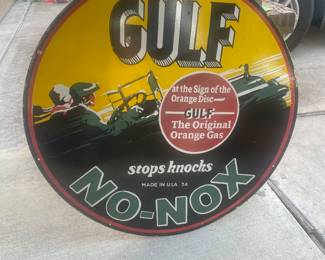 GULF
at the Sign of the
Orange Disc
GULF
The Original
Orange Gas
stops knocks
MADE IN U.S.A. 34
NO-NOX